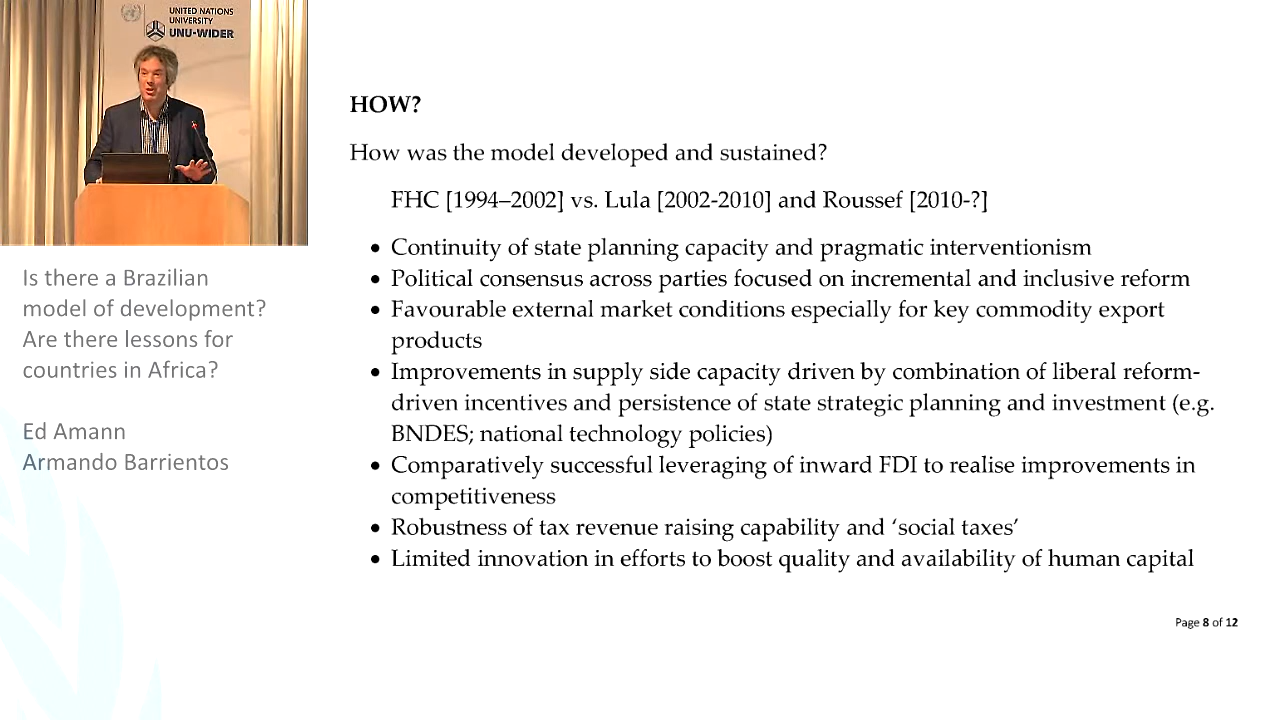 UNITED NATIONS
UNIVERSITY
UNU-WIDER
HOW?
How was the model developed and sustained?
FHC [1994–2002] vs. Lula [2002-2010] and Roussef [2010-?]
• Continuity of state planning capacity and pragmatic interventionism
• Political consensus across parties focused on incremental and inclusive reform
• Favourable external market conditions especially for key commodity export
products
• Improvements in supply side capacity driven by combination of liberal reform-
driven incentives and persistence of state strategic planning and investment (e.g.
BNDES; national technology policies)
• Comparatively successful leveraging of inward FDI to realise improvements in
competitiveness
• Robustness of tax revenue raising capability and ‘social taxes’
• Limited innovation in efforts to boost quality and availability of human capital
Page 8 of 12
Is there a Brazilian
model of development?
Are there lessons for
countries in Africa?
Ed Amann
Armando Barrientos